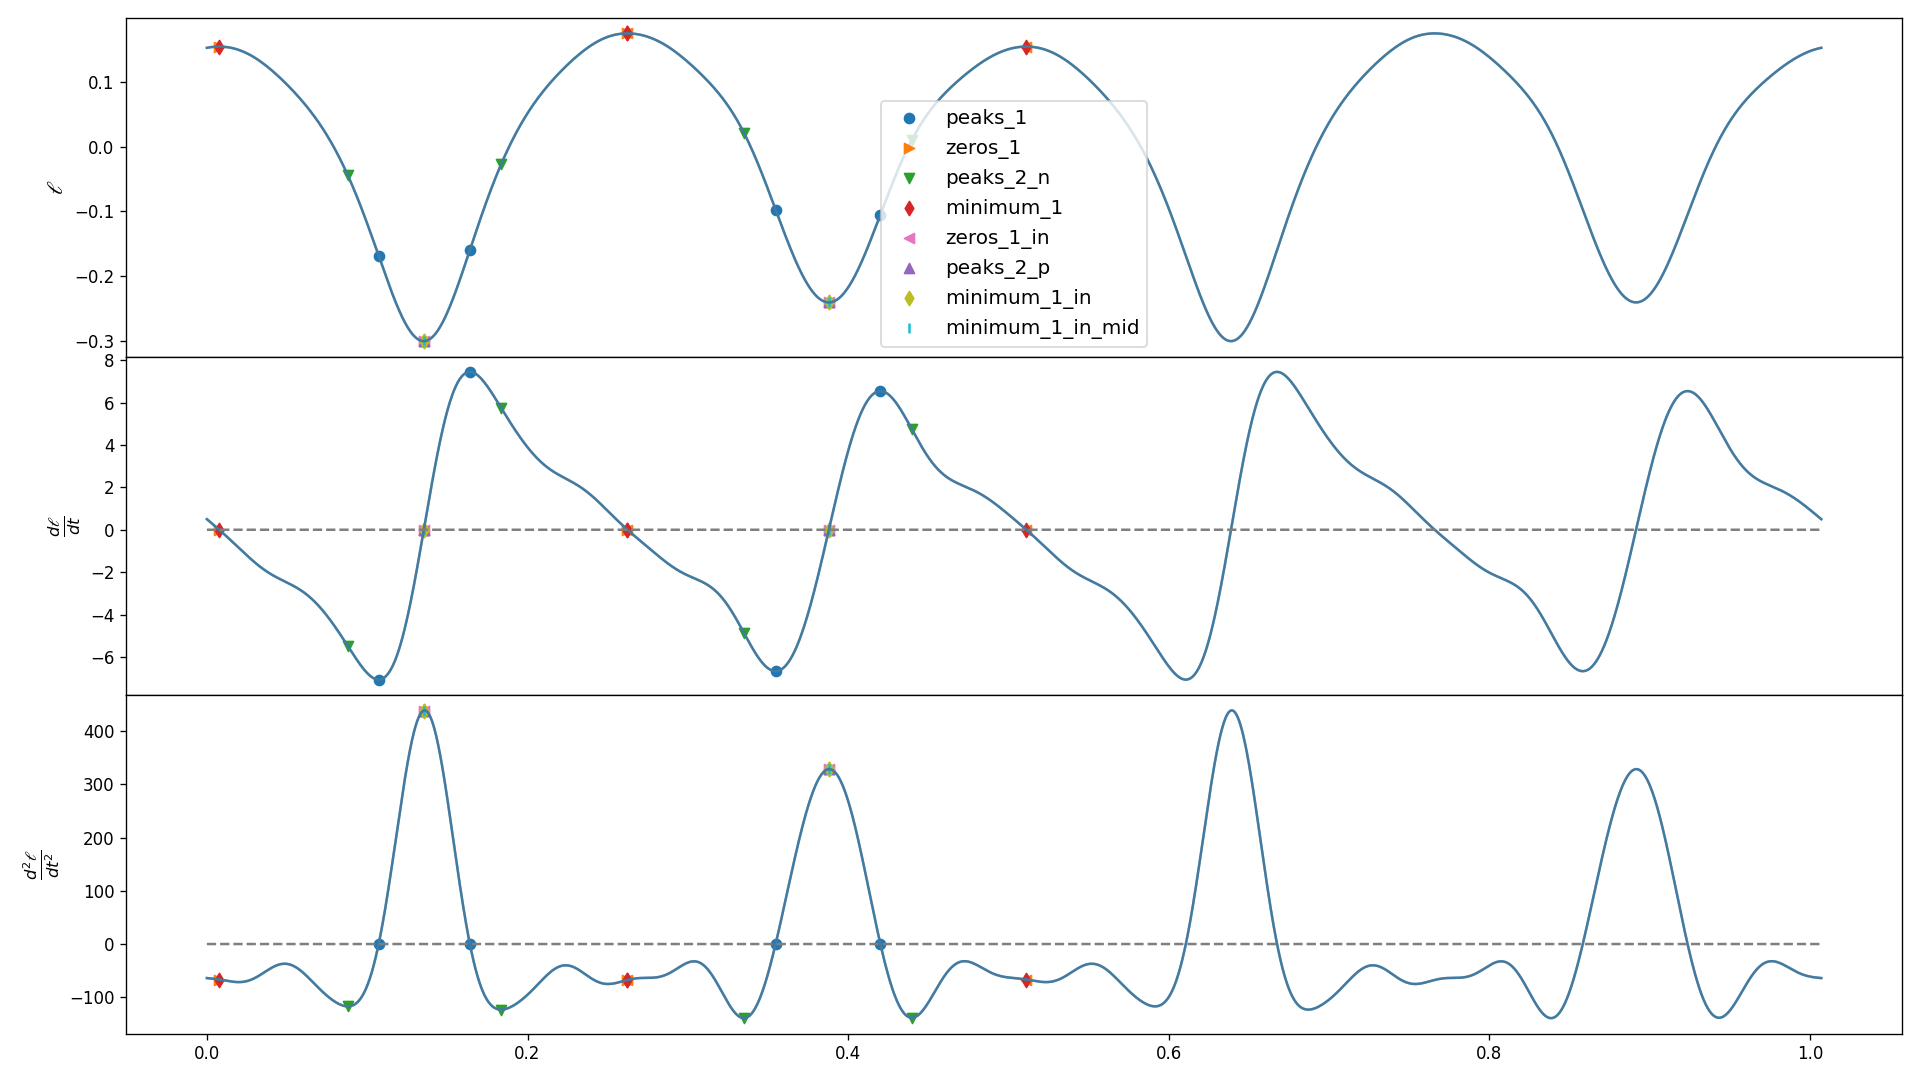 0.1
0.0
−0.1
−0.2
−0.3
ℓ
peaks_1
zeros_1
peaks_2_n
minimum_1
zeros_1_in
peaks_2_p
minimum_1_in
minimum_1_in_mid
8
6
4
2
0
−2
−4
−6
dℓ
dt
400
300
200
100
0
−100
d²ℓ
dt²
0.0 0.2 0.4 0.6 0.8 1.0